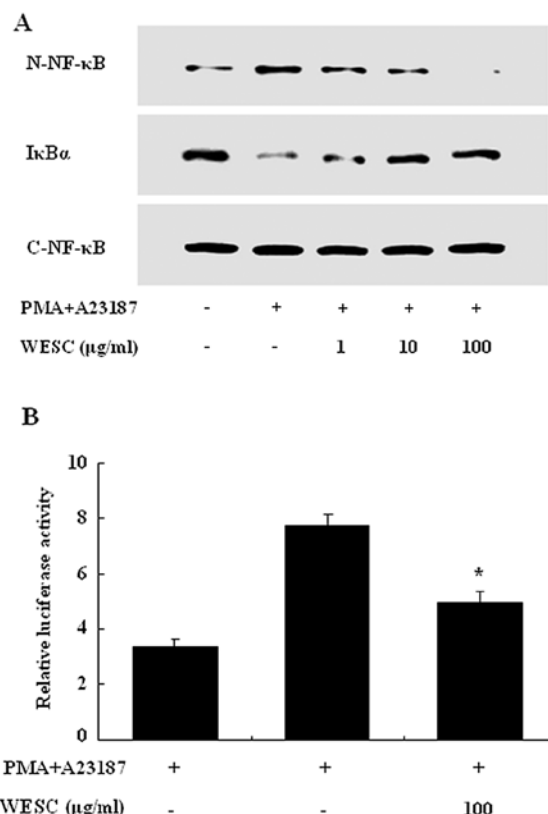 A
N-NF-κB
IκBα
C-NF-κB
PMA+A23187 - + + + +
WESC (μg/ml) - - 1 10 100
B
Relative luciferase activity
10
8
6
4
2
0
*
PMA+A23187 + + +
WESC (μg/ml) - - 100